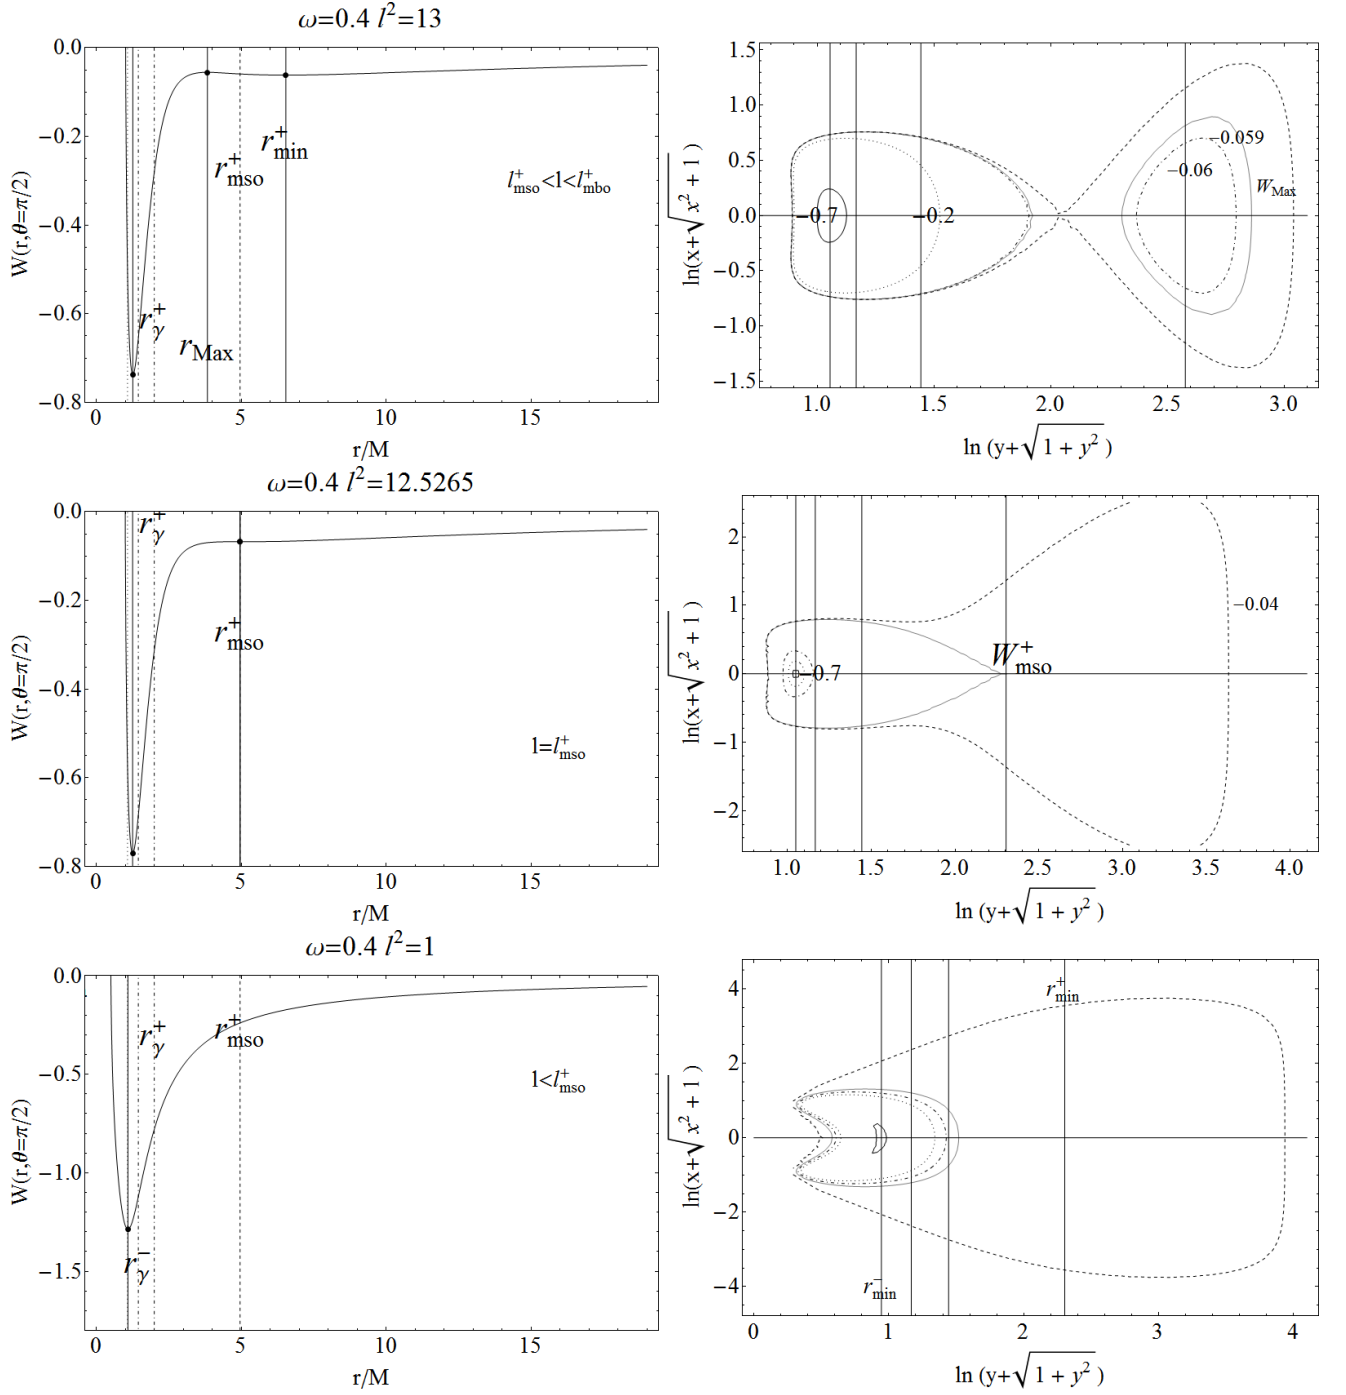 ω=0.4 l²=13
W(r,θ=π/2)
0.0
−0.2
−0.4
−0.6
−0.8
r⁺γ
r Max
r⁺mso
r⁺min
l⁺mso<l<l⁺mbo
0
5
10
15
r/M
ln(x+√x²+1)
1.5
1.0
0.5
0.0
−0.5
−1.0
−1.5
−0.7
−0.2
−0.059
−0.06
W Max
1.0
1.5
2.0
2.5
3.0
ln (y+√1+y²)
ω=0.4 l²=12.5265
W(r,θ=π/2)
0.0
−0.2
−0.4
−0.6
−0.8
r⁺γ
r⁺mso
l=l⁺mso
0
5
10
15
r/M
ln(x+√x²+1)
2
1
0
−1
−2
−0.7
W⁺mso
−0.04
1.0
1.5
2.0
2.5
3.0
3.5
4.0
ln (y+√1+y²)
ω=0.4 l²=1
W(r,θ=π/2)
0.0
−0.5
−1.0
−1.5
r⁺γ
r⁺mso
r⁻γ
l<l⁺mso
0
5
10
15
r/M
ln(x+√x²+1)
4
2
0
−2
−4
r⁺min
r⁻min
0
1
2
3
4
ln (y+√1+y²)